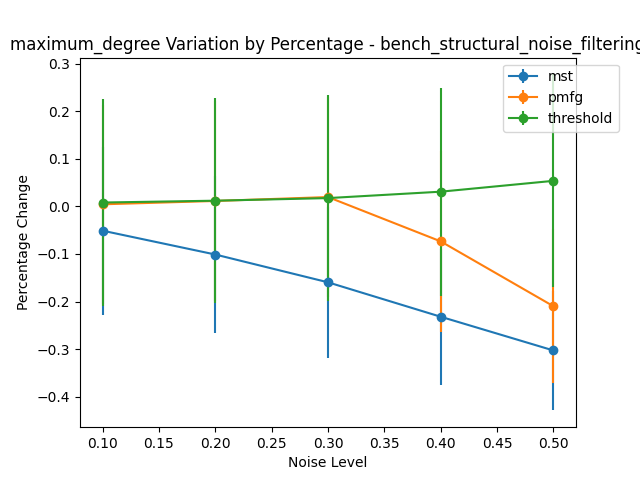 maximum_degree Variation by Percentage - bench_structural_noise_filtering
mst
pmfg
threshold
0.3
0.2
0.1
0.0
−0.1
−0.2
−0.3
−0.4
Percentage Change
0.10 0.15 0.20 0.25 0.30 0.35 0.40 0.45 0.50
Noise Level